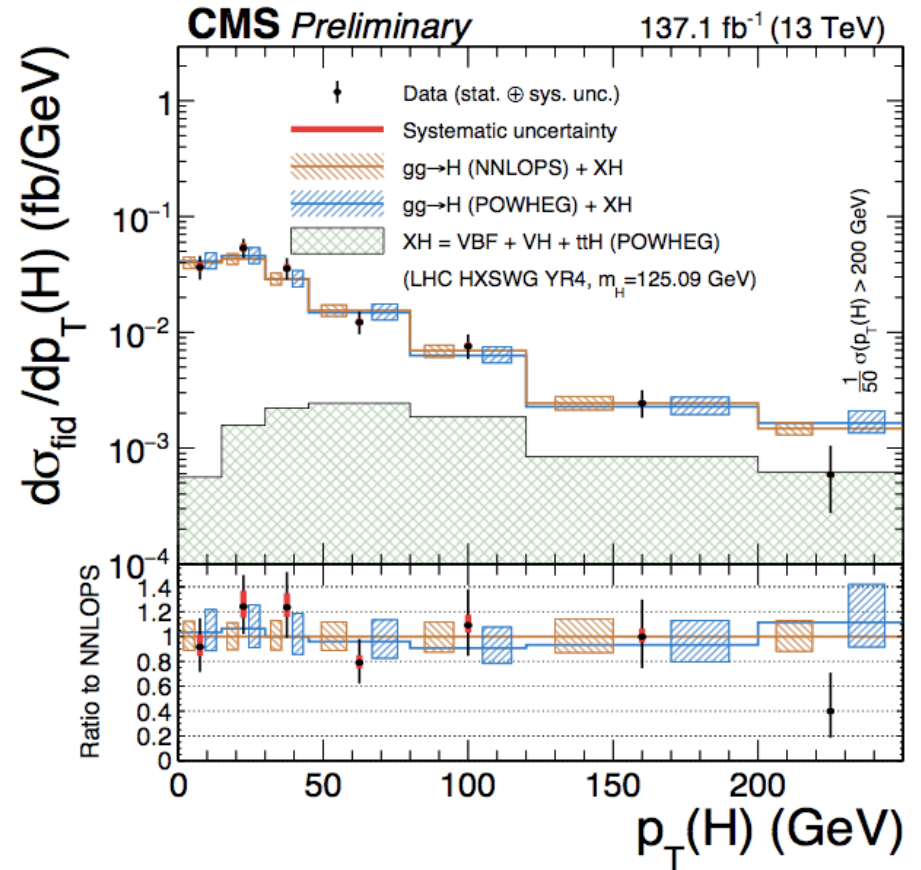 CMS Preliminary
137.1 fb⁻¹ (13 TeV)
dσ_fid /dp_T(H) (fb/GeV)
1
10⁻¹
10⁻²
10⁻³
10⁻⁴
Data (stat. ⊕ sys. unc.)
Systematic uncertainty
gg→H (NNLOPS) + XH
gg→H (POWHEG) + XH
XH = VBF + VH + ttH (POWHEG)
(LHC HXSWG YR4, m_H=125.09 GeV)
1/50 σ(p_T(H) > 200 GeV)
Ratio to NNLOPS
1.4
1.2
1
0.8
0.6
0.4
0.2
0
0 50 100 150 200
p_T(H) (GeV)